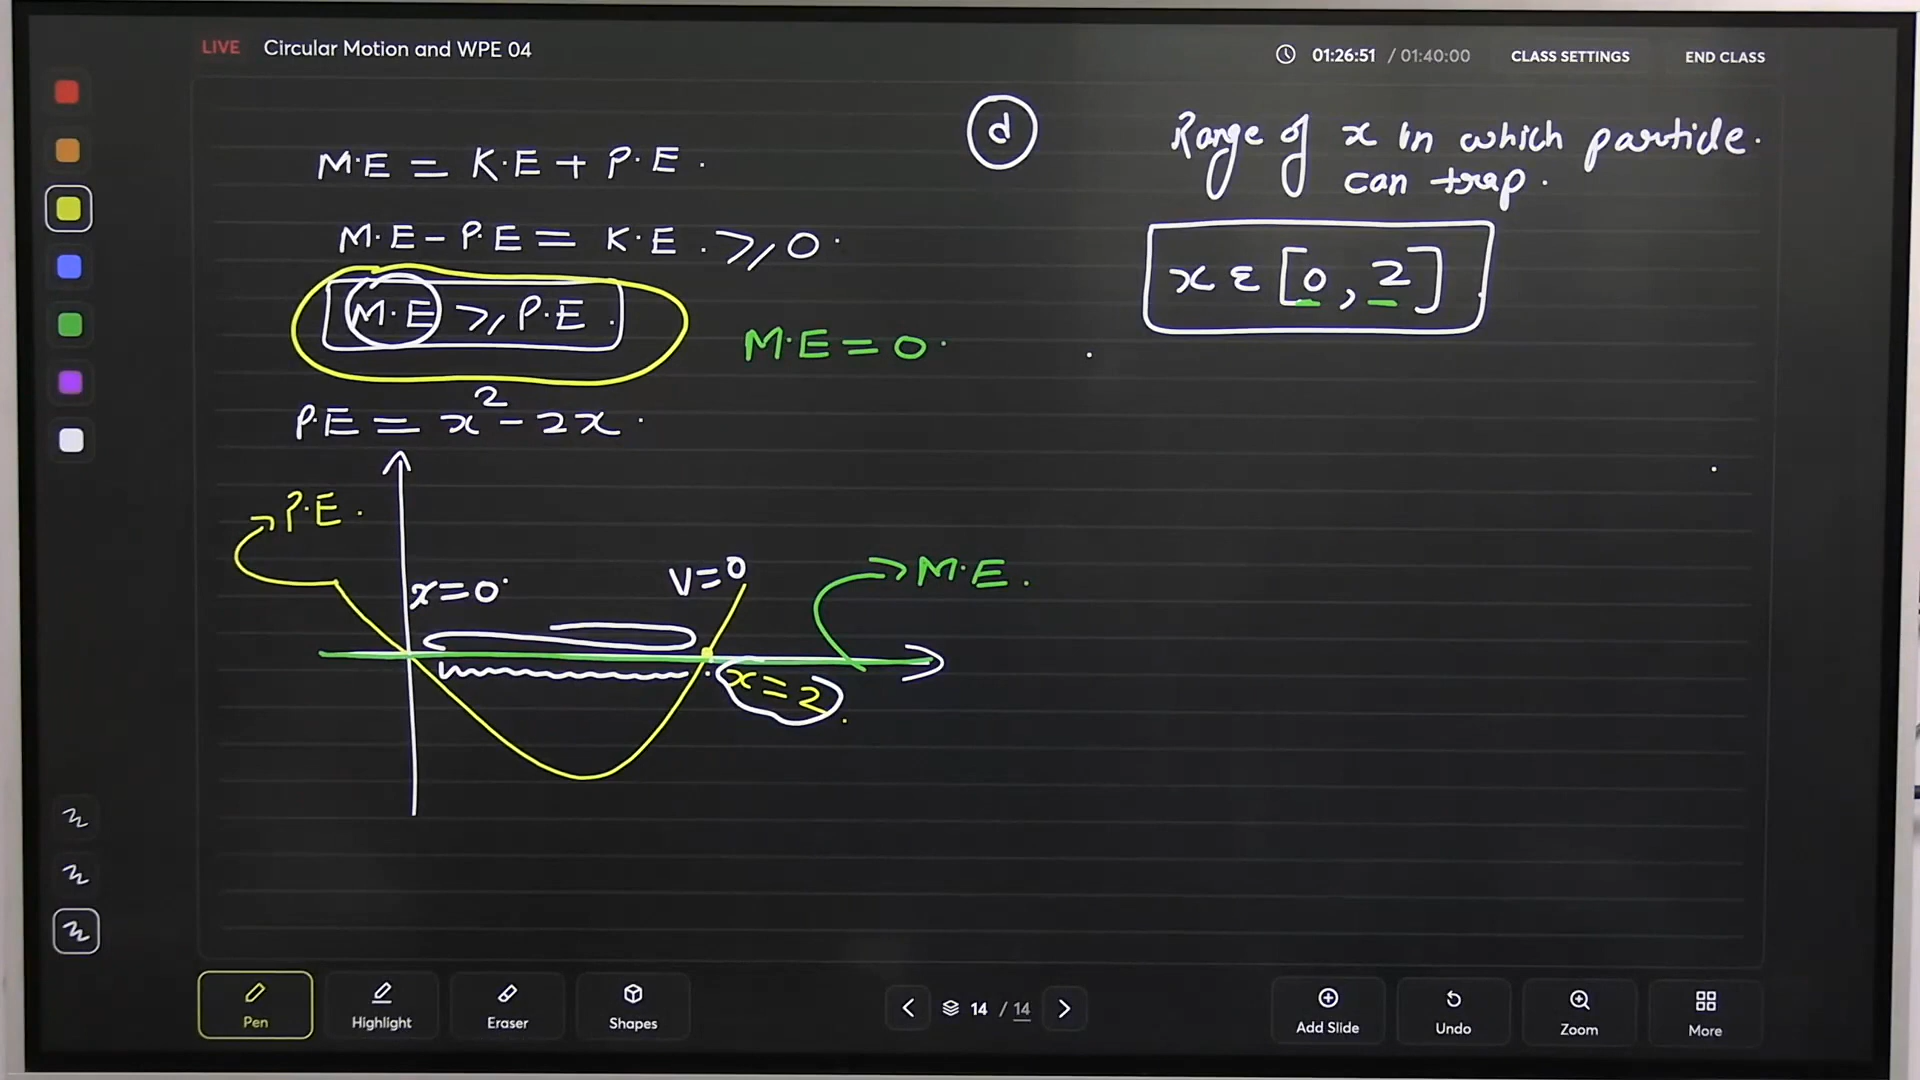 LIVE Circular Motion and WPE 04
01:26:51 / 01:40:00 CLASS SETTINGS END CLASS
M.E = K.E + P.E.
M.E - P.E = K.E. ⩾ 0.
M.E ⩾ P.E.
M.E = 0.
P.E = x² - 2x.
P.E.
x = 0
V = 0
M.E.
x = 2
d
Range of x in which particle.
can trap.
x ε [0, 2]
Pen Highlight Eraser Shapes 14 / 14 Add Slide Undo Zoom More